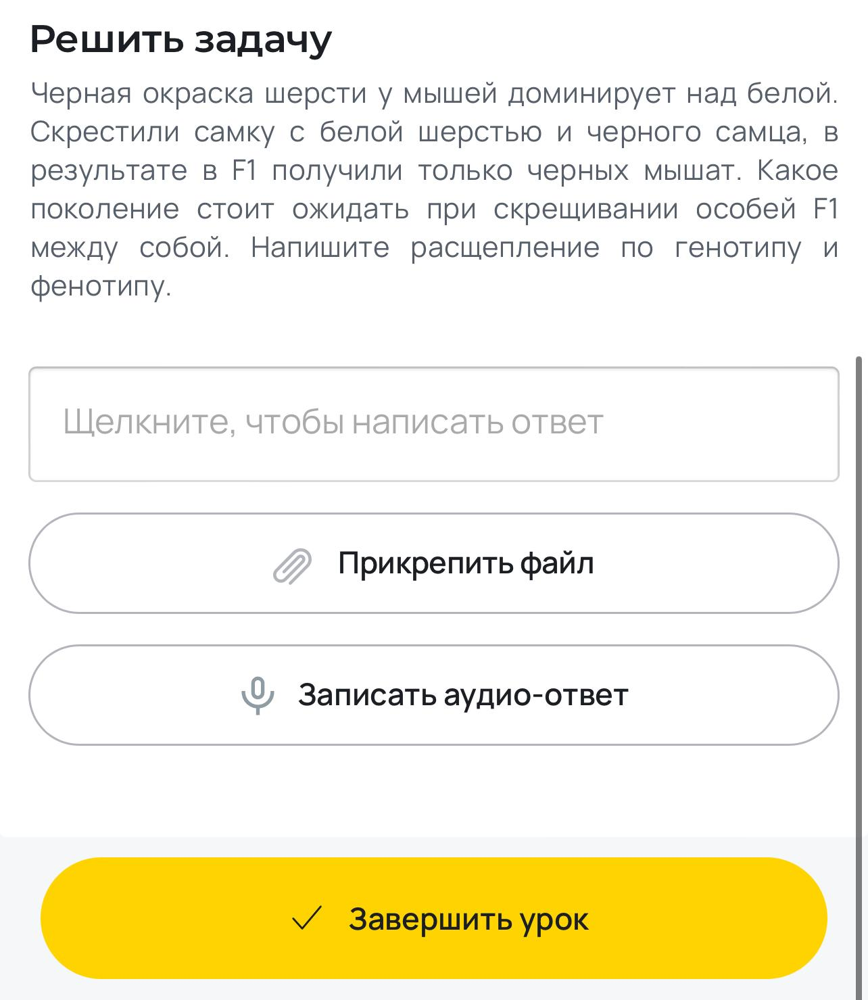 Решить задачу
Черная окраска шерсти у мышей доминирует над белой.
Скрестили самку с белой шерстью и черного самца, в
результате в F1 получили только черных мышат. Какое
поколение стоит ожидать при скрещивании особей F1
между собой. Напишите расщепление по генотипу и
фенотипу.
Щелкните, чтобы написать ответ
Прикрепить файл
Записать аудио-ответ
Завершить урок